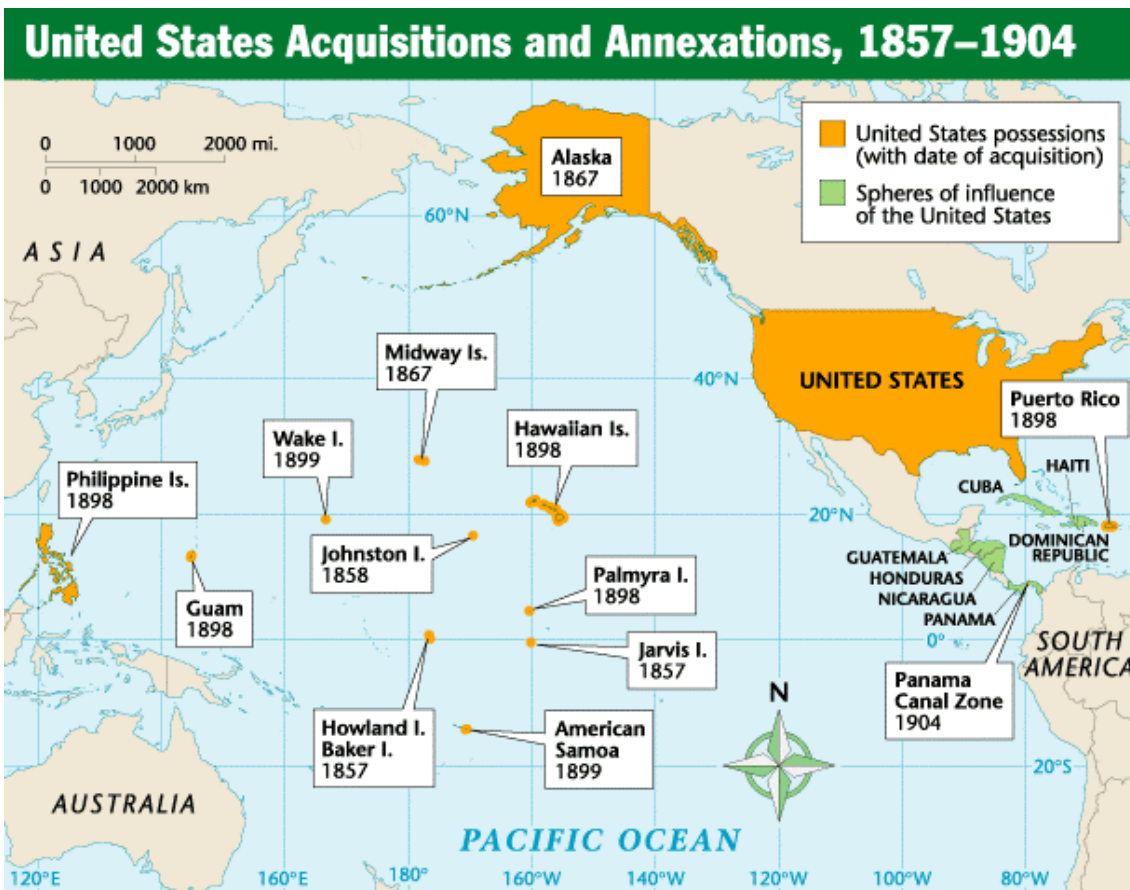 United States Acquisitions and Annexations, 1857–1904
0 1000 2000 mi.
0 1000 2000 km
United States possessions
(with date of acquisition)
Spheres of influence
of the United States
Alaska
1867
60°N
ASIA
Midway Is.
1867
40°N
UNITED STATES
Puerto Rico
1898
Wake I.
1899
Hawaiian Is.
1898
HAITI
CUBA
Philippine Is.
1898
20°N
Johnston I.
1858
DOMINICAN
REPUBLIC
GUATEMALA
HONDURAS
NICARAGUA
PANAMA
Palmyra I.
1898
Guam
1898
0°
SOUTH
AMERICA
Jarvis I.
1857
Panama
Canal Zone
1904
N
Howland I.
Baker I.
1857
American
Samoa
1899
20°S
AUSTRALIA
PACIFIC OCEAN
120°E 160°E 180° 160°W 140°W 120°W 100°W 80°W